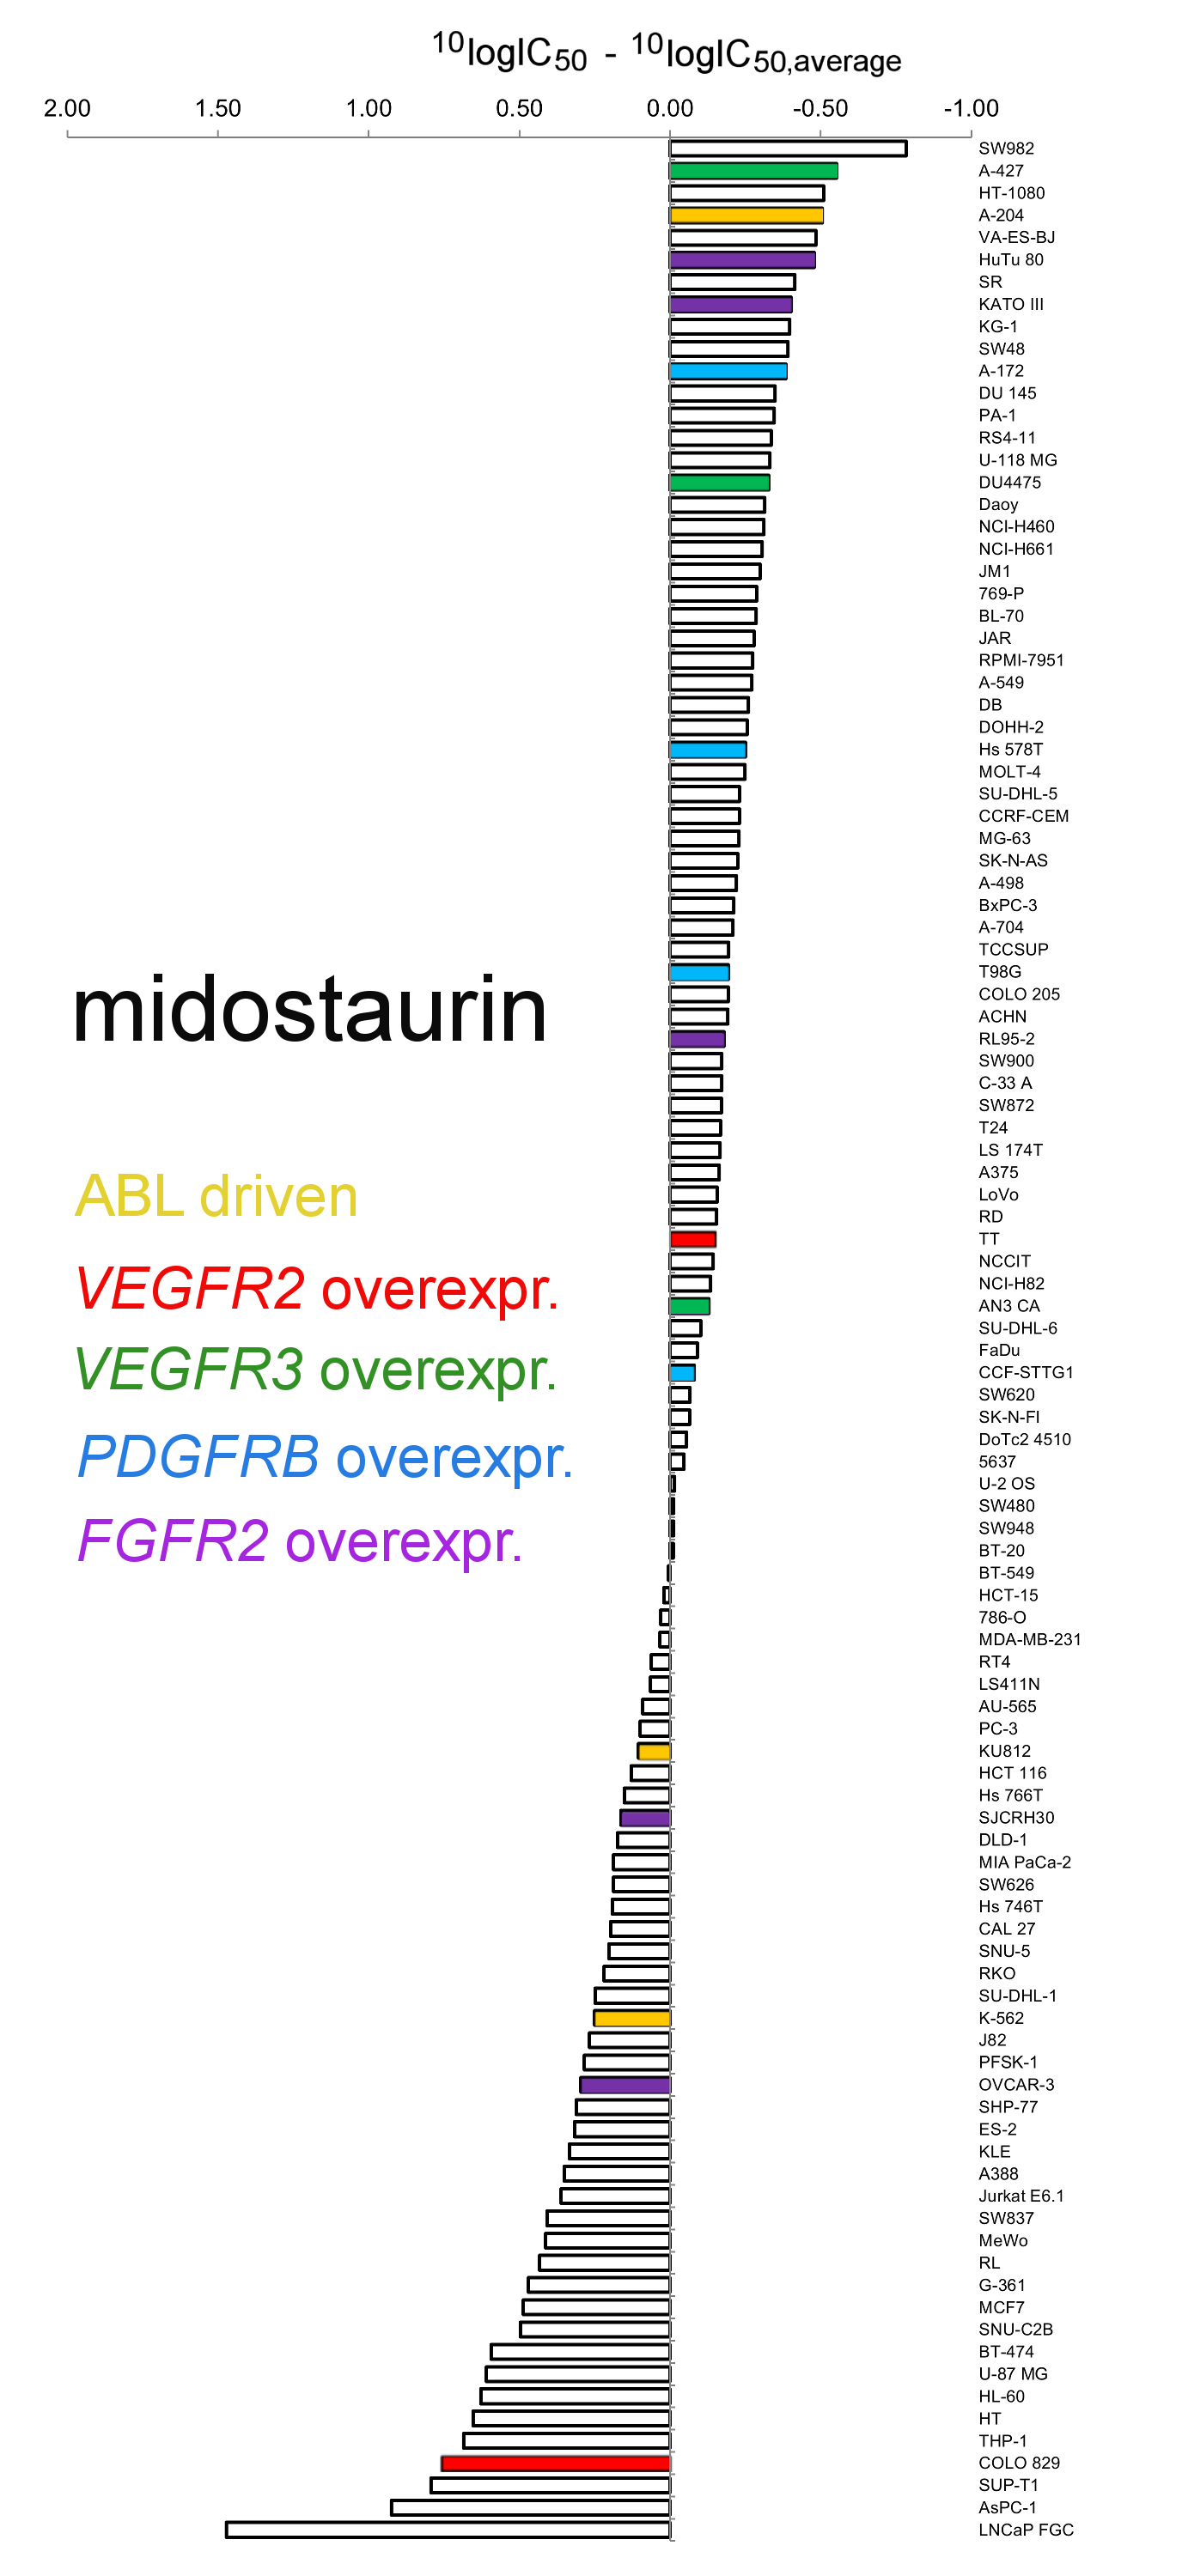 10logIC50 - 10logIC50,average
2.00 1.50 1.00 0.50 0.00 -0.50 -1.00
SW982
A-427
HT-1080
A-204
VA-ES-BJ
HuTu 80
SR
KATO III
KG-1
SW48
A-172
DU 145
PA-1
RS4-11
U-118 MG
DU4475
Daoy
NCI-H460
NCI-H661
JM1
769-P
BL-70
JAR
RPMI-7951
A-549
DB
DOHH-2
Hs 578T
MOLT-4
SU-DHL-5
CCRF-CEM
MG-63
SK-N-AS
A-498
BxPC-3
A-704
TCCSUP
T98G
COLO 205
ACHN
RL95-2
SW900
C-33 A
SW872
T24
LS 174T
A375
LoVo
RD
TT
NCCIT
NCI-H82
AN3 CA
SU-DHL-6
FaDu
CCF-STTG1
SW620
SK-N-FI
DoTc2 4510
5637
U-2 OS
SW480
SW948
BT-20
BT-549
HCT-15
786-O
MDA-MB-231
RT4
LS411N
AU-565
PC-3
KU812
HCT 116
Hs 766T
SJCRH30
DLD-1
MIA PaCa-2
SW626
Hs 746T
CAL 27
SNU-5
RKO
SU-DHL-1
K-562
J82
PFSK-1
OVCAR-3
SHP-77
ES-2
KLE
A388
Jurkat E6.1
SW837
MeWo
RL
G-361
MCF7
SNU-C2B
BT-474
U-87 MG
HL-60
HT
THP-1
COLO 829
SUP-T1
AsPC-1
LNCaP FGC
midostaurin
ABL driven
VEGFR2 overexpr.
VEGFR3 overexpr.
PDGFRB overexpr.
FGFR2 overexpr.